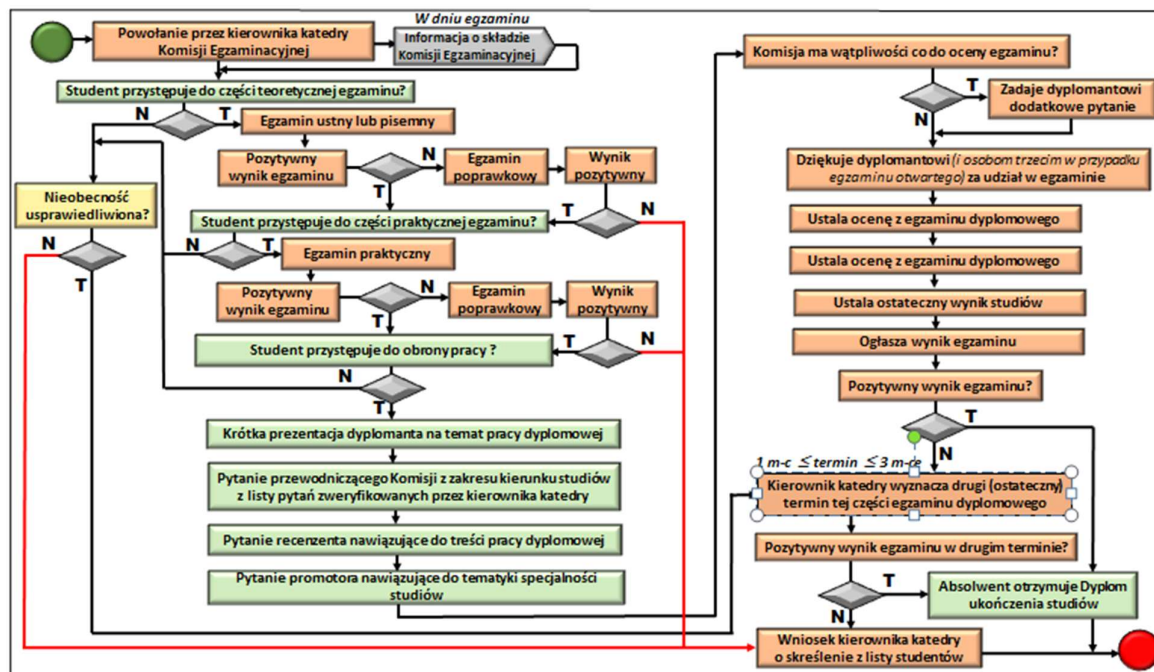 W dniu egzaminu
Powołanie przez kierownika katedry
Komisji Egzaminacyjnej
Informacja o składzie
Komisji Egzaminacyjnej
Student przystępuje do części teoretycznej egzaminu?
N
T
Egzamin ustny lub pisemny
Pozytywny
wynik egzaminu
N
T
Egzamin
poprawkowy
Wynik
pozytywny
T
N
Nieobecność
usprawiedliwiona?
N
T
Student przystępuje do części praktycznej egzaminu?
N
T
Egzamin praktyczny
Pozytywny
wynik egzaminu
N
T
Egzamin
poprawkowy
Wynik
pozytywny
T
N
Student przystępuje do obrony pracy ?
N
T
Krótka prezentacja dyplomanta na temat pracy dyplomowej
Pytanie przewodniczącego Komisji z zakresu kierunku studiów
z listy pytań zweryfikowanych przez kierownika katedry
Pytanie recenzenta nawiązujące do treści pracy dyplomowej
Pytanie promotora nawiązujące do tematyki specjalności
studiów
Komisja ma wątpliwości co do oceny egzaminu?
T
N
Zadaje dyplomantowi
dodatkowe pytanie
Dziękuje dyplomantowi (i osobom trzecim w przypadku
egzaminu otwartego) za udział w egzaminie
Ustala ocenę z egzaminu dyplomowego
Ustala ocenę z egzaminu dyplomowego
Ustala ostateczny wynik studiów
Ogłasza wynik egzaminu
Pozytywny wynik egzaminu?
T
N
1 m-c ≤ termin ≤ 3 m-ce
Kierownik katedry wyznacza drugi (ostateczny)
termin tej części egzaminu dyplomowego
Pozytywny wynik egzaminu w drugim terminie?
T
N
Absolwent otrzymuje Dyplom
ukończenia studiów
Wniosek kierownika katedry
o skreślenie z listy studentów